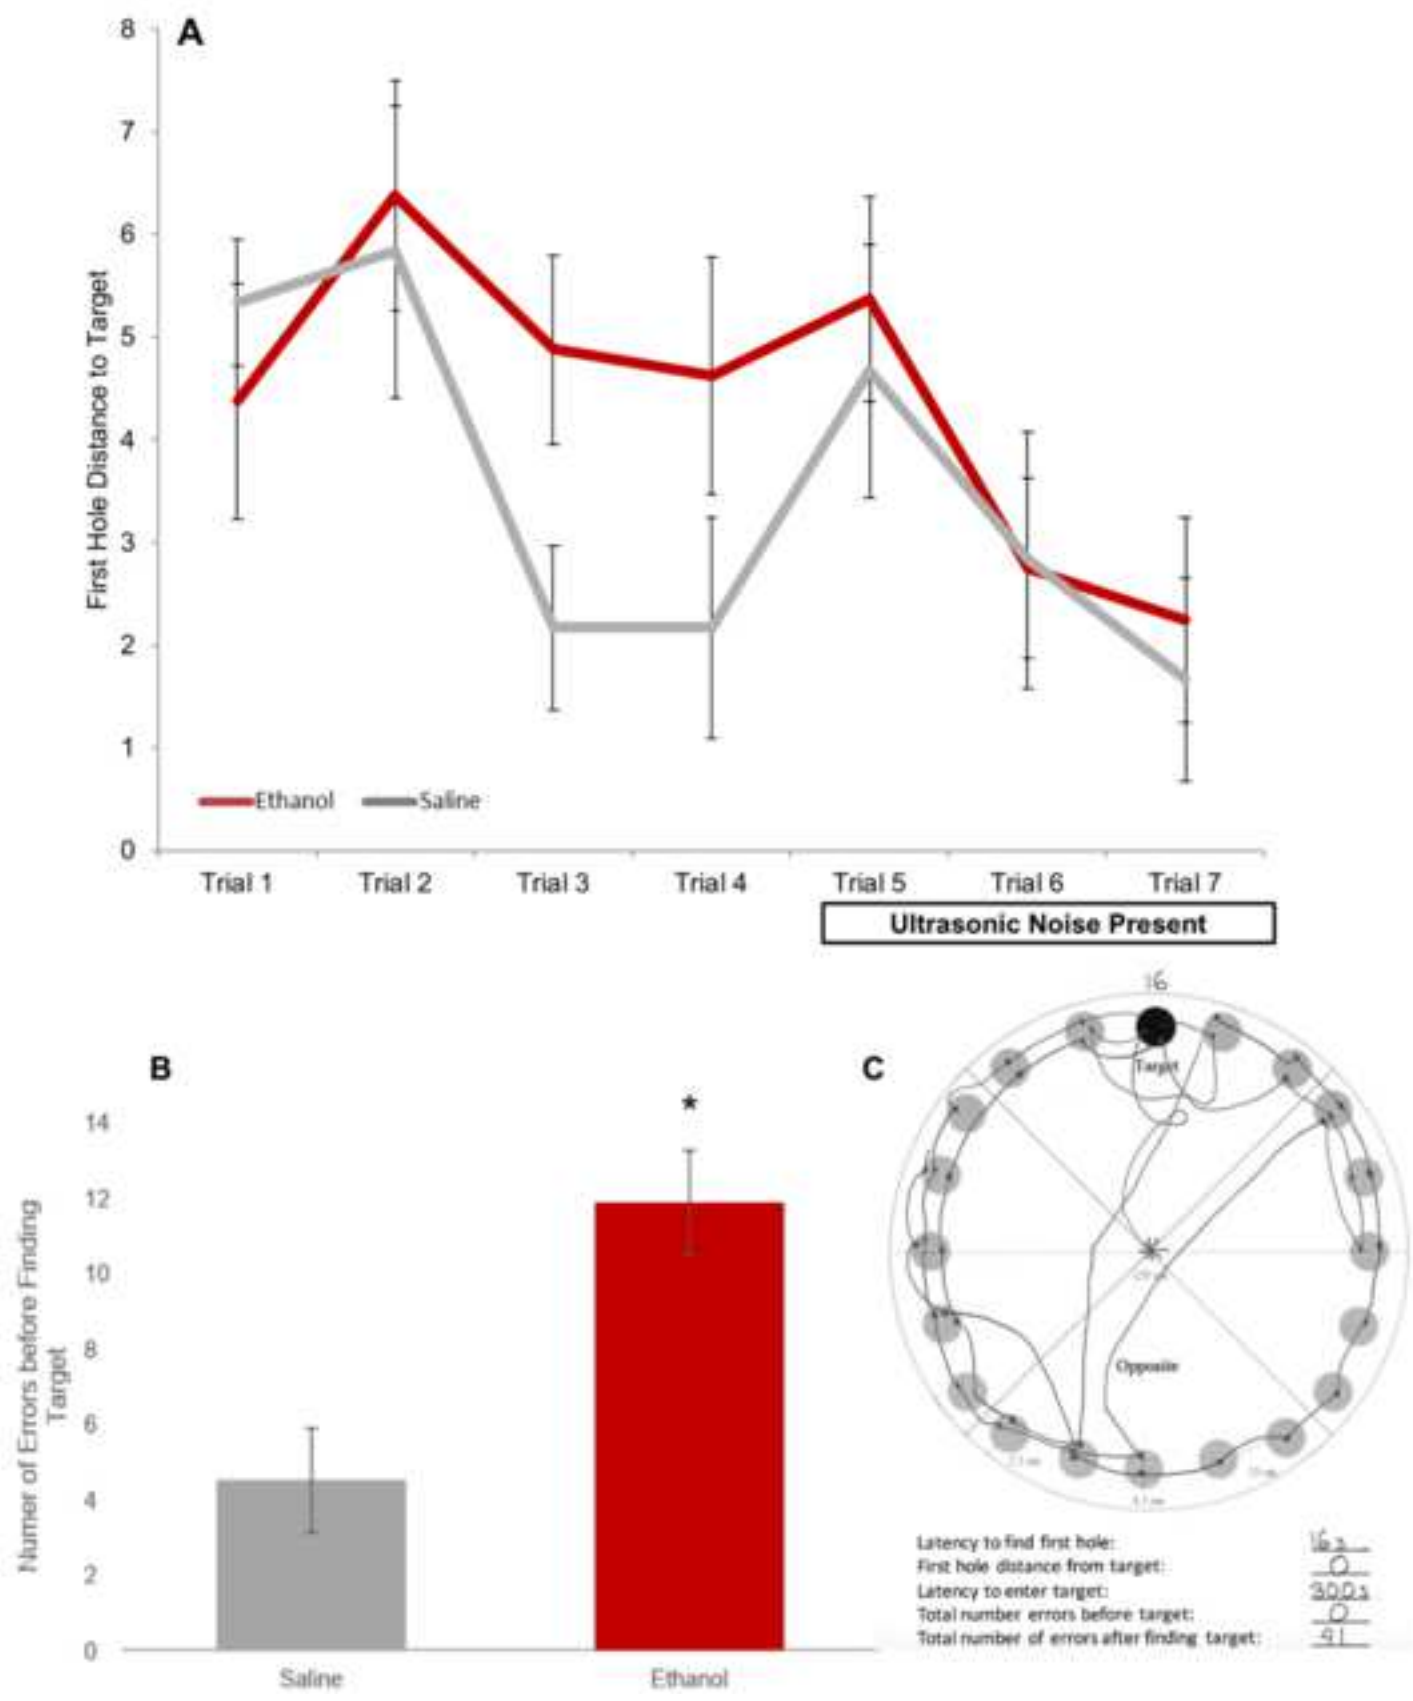 A
8
7
6
5
4
3
2
1
0
First Hole Distance to Target
Ethanol Saline
Trial 1 Trial 2 Trial 3 Trial 4 Trial 5 Trial 6 Trial 7
Ultrasonic Noise Present
B
*
14
12
10
8
6
4
2
0
Numer of Errors before Finding
Target
Saline Ethanol
C
16
Target
Opposite
Latency to find first hole: 16s
First hole distance from target: 0
Latency to enter target: 300s
Total number errors before target: 0
Total number of errors after finding target: 41